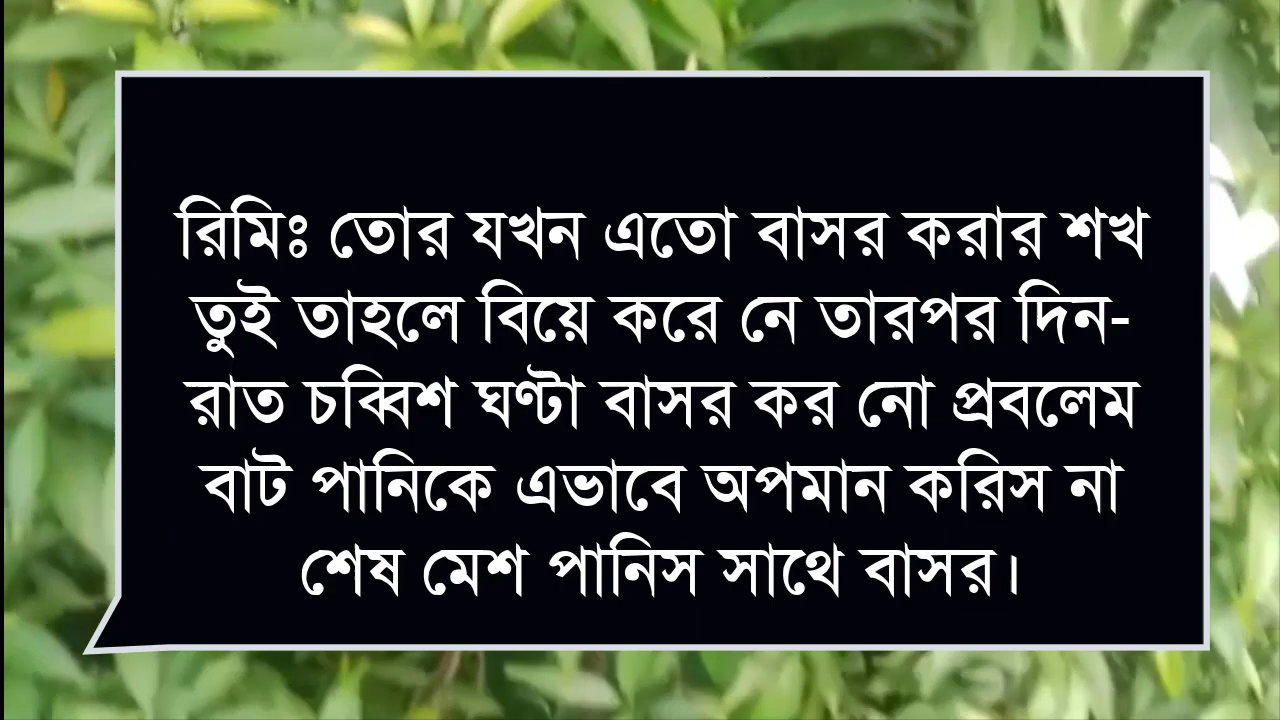 রিমিঃ তোর যখন এতো বাসর করার শখ
তুই তাহলে বিয়ে করে নে তারপর দিন-
রাত চব্বিশ ঘণ্টা বাসর কর নো প্রবলেম
বাট পানিকে এভাবে অপমান করিস না
শেষ মেশ পানিস সাথে বাসর।